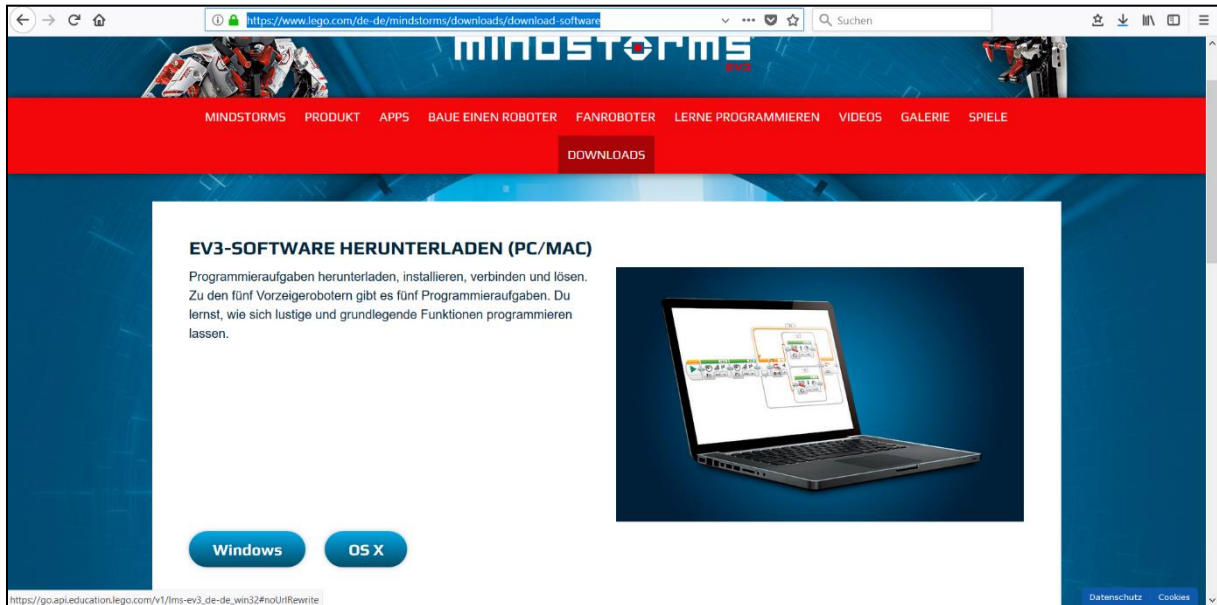 https://www.lego.com/de-de/mindstorms/downloads/download-software
Suchen
mindstorms
EV3
MINDSTORMS PRODUKT APPS BAUE EINEN ROBOTER FANROBOTER LERNE PROGRAMMIEREN VIDEOS GALERIE SPIELE
DOWNLOADS
EV3-SOFTWARE HERUNTERLADEN (PC/MAC)
Programmieraufgaben herunterladen, installieren, verbinden und lösen.
Zu den fünf Vorzeigerobotern gibt es fünf Programmieraufgaben. Du
lernst, wie sich lustige und grundlegende Funktionen programmieren
lassen.
Windows OS X
https://go.api.education.lego.com/v1/lms-ev3_de-de_win32#noUrlRewrite
Datenschutz Cookies